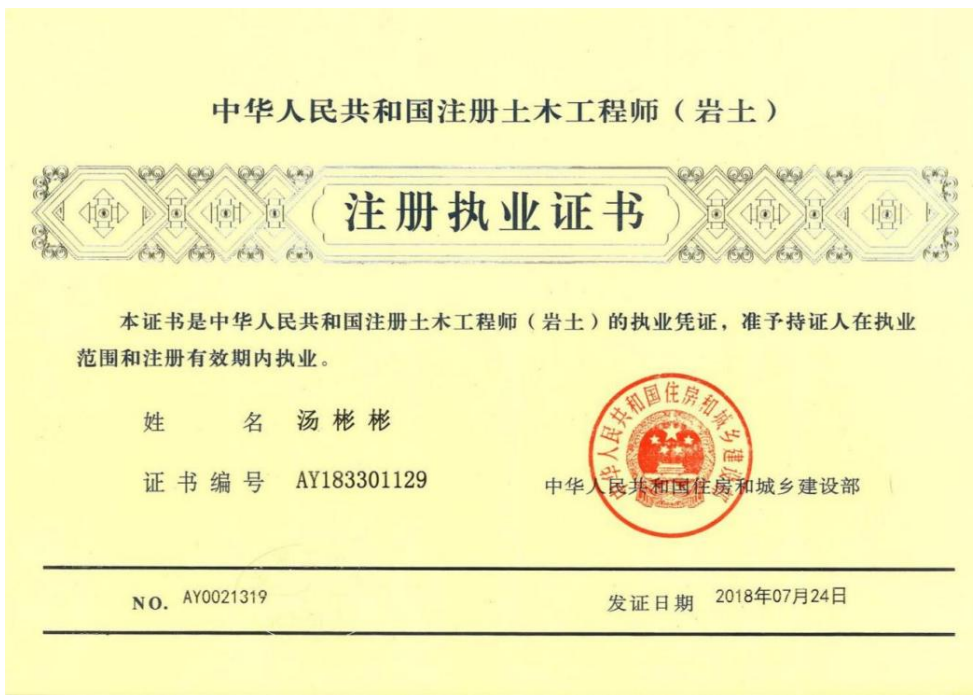 中华人民共和国注册土木工程师（岩土）
注册执业证书
本证书是中华人民共和国注册土木工程师（岩土）的执业凭证，准予持证人在执业
范围和注册有效期内执业。
姓 名 汤彬彬
证书编号 AY183301129
中华人民共和国住房和城乡建设部
中华人民共和国住房和城乡建设部
NO. AY0021319
发证日期 2018年07月24日